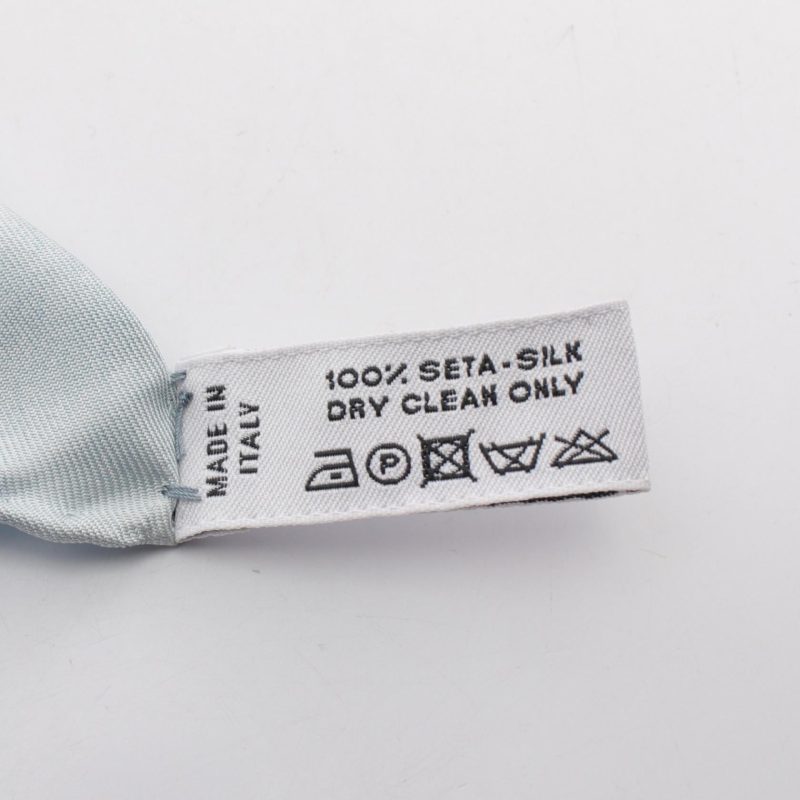 MADE IN
ITALY
100% SETA-SILK
DRY CLEAN ONLY
P